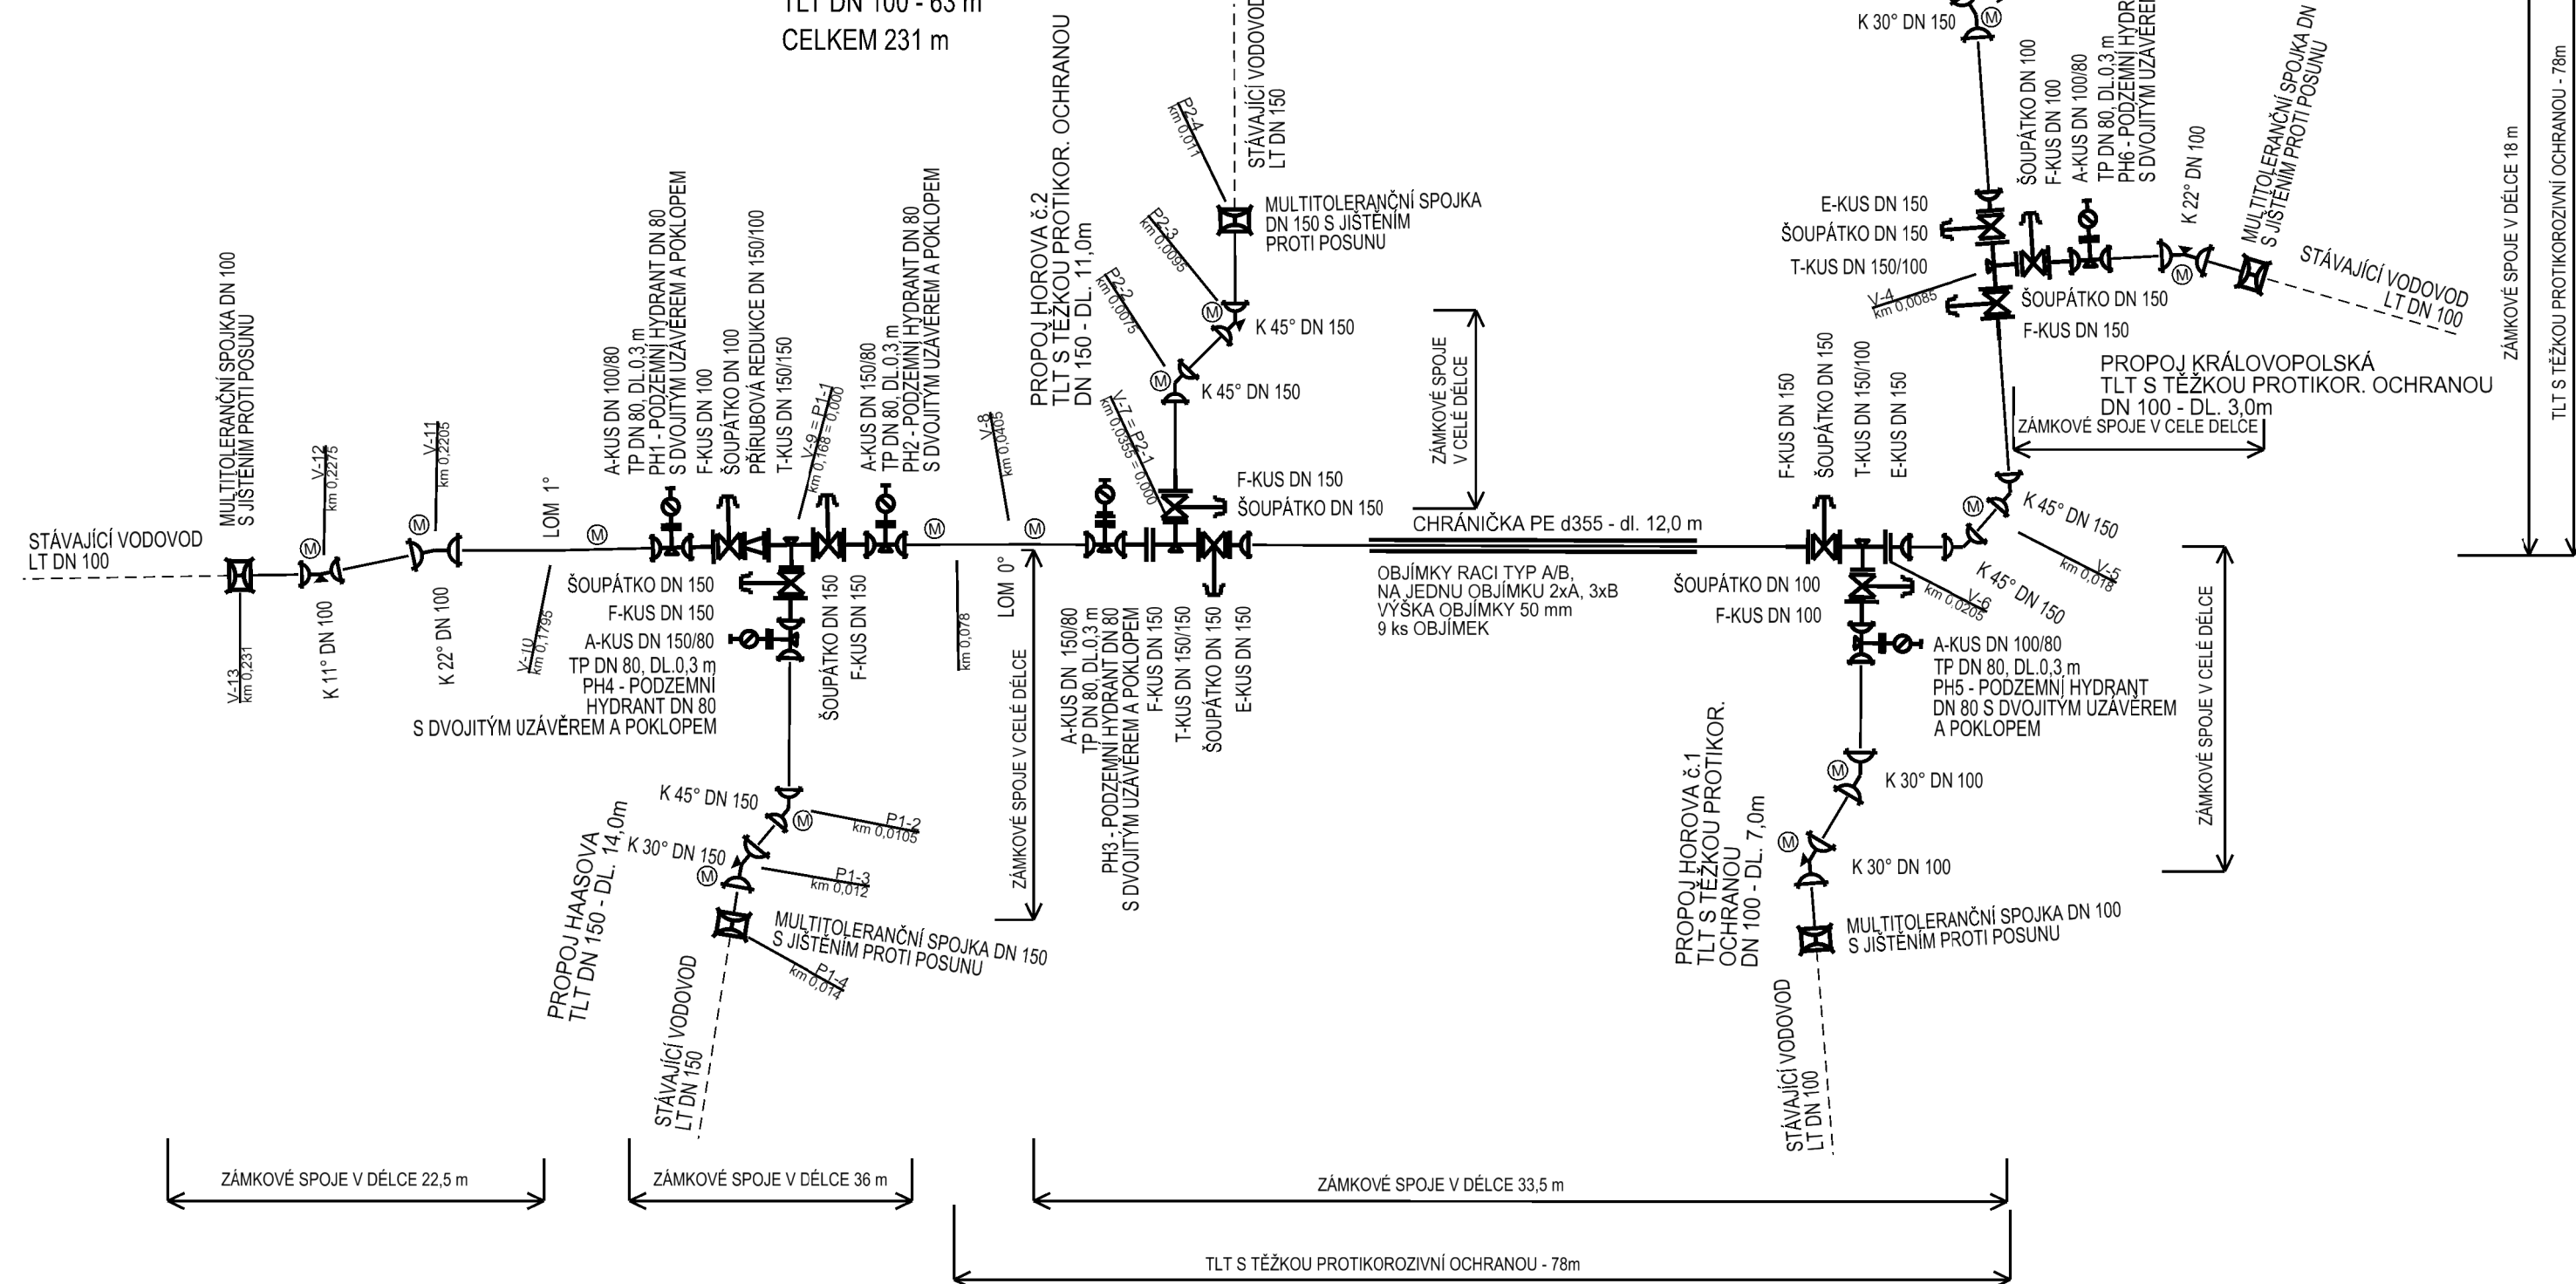 TLT DN 100 - 63 m
CELKEM 231 m
PROPOJ HOROVA č.2
TLT S TĚŽKOU PROTIKOR. OCHRANOU
DN 150 - DL. 11,0m
STÁVAJÍCÍ VODOVOD
LT DN 150
P2-4
km 0,011
P2-3
km 0,0095
P2-2
km 0,0075
V-7 = P2-1
km 0,0355 = 0,000
MULTITOLERANČNÍ SPOJKA
DN 150 S JIŠTĚNÍM
PROTI POSUNU
K 45° DN 150
K 45° DN 150
ZÁMKOVÉ SPOJE
V CELÉ DÉLCE
F-KUS DN 150
ŠOUPÁTKO DN 150
K 30° DN 150
M
ŠOUPÁTKO DN 100
F-KUS DN 100
A-KUS DN 100/80
TP DN 80, DL.0,3 m
S DVOJITÝM
K 22° DN 100
MULTITOLERANČNÍ SPOJKA DN
S JIŠTĚNÍM PROTI POSUNU
E-KUS DN 150
ŠOUPÁTKO DN 150
T-KUS DN 150/100
V-4
km 0,0085
ŠOUPÁTKO DN 150
F-KUS DN 150
STÁVAJÍCÍ VODOVOD
LT DN 100
PROPOJ KRÁLOVOPOLSKÁ
TLT S TĚŽKOU PROTIKOR. OCHRANOU
DN 100 - DL. 3,0m
ZÁMKOVÉ SPOJE V CELÉ DÉLCE
ZÁMKOVÉ SPOJE V DÉLCE 18 m
TLT S TĚŽKOU PROTIKOROZIVNÍ OCHRANOU - 78m
STÁVAJÍCÍ VODOVOD
LT DN 100
MULTITOLERANČNÍ SPOJKA DN 100
S JIŠTĚNÍM PROTI POSUNU
V-12
km 0,2275
V-11
km 0,2205
V-13
km 0,231
K 11° DN 100
K 22° DN 100
LOM 1°
V-10
km 0,1795
A-KUS DN 100/80
TP DN 80, DL.0,3 m
PH1 - PODZEMNÍ HYDRANT DN 80
S DVOJITÝM UZÁVĚREM A POKLOPEM
F-KUS DN 100
ŠOUPÁTKO DN 100
PŘÍRUBOVÁ REDUKCE DN 150/100
T-KUS DN 150/150
V-9 = P1-1
km 0,168 = 0,000
A-KUS DN 150/80
TP DN 80, DL.0,3 m
PH2 - PODZEMNÍ HYDRANT DN 80
S DVOJITÝM UZÁVĚREM A POKLOPEM
V-8
km 0,0405
km 0,078
LOM 0°
ŠOUPÁTKO DN 150
F-KUS DN 150
A-KUS DN 150/80
TP DN 80, DL.0,3 m
PH4 - PODZEMNÍ
HYDRANT DN 80
S DVOJITÝM UZÁVĚREM A POKLOPEM
ŠOUPÁTKO DN 150
F-KUS DN 150
K 45° DN 150
K 30° DN 150
P1-2
km 0,0105
P1-3
km 0,012
P1-4
km 0,014
PROPOJ HAASOVA
TLT DN 150 - DL. 14,0m
MULTITOLERANČNÍ SPOJKA DN 150
S JIŠTĚNÍM PROTI POSUNU
STÁVAJÍCÍ VODOVOD
LT DN 150
ZÁMKOVÉ SPOJE V CELÉ DÉLCE
A-KUS DN 150/80
TP DN 80, DL.0,3 m
PH3 - PODZEMNÍ HYDRANT DN 80
S DVOJITÝM UZÁVĚREM A POKLOPEM
F-KUS DN 150
T-KUS DN 150/150
ŠOUPÁTKO DN 150
E-KUS DN 150
CHRÁNIČKA PE d355 - dl. 12,0 m
OBJÍMKY RACI TYP A/B,
NA JEDNU OBJÍMKU 2xA, 3xB
VÝŠKA OBJÍMKY 50 mm
9 ks OBJÍMEK
F-KUS DN 150
ŠOUPÁTKO DN 150
T-KUS DN 150/100
E-KUS DN 150
K 45° DN 150
K 45° DN 150
V-5
km 0,018
V-6
km 0,0205
ŠOUPÁTKO DN 100
F-KUS DN 100
A-KUS DN 100/80
TP DN 80, DL.0,3 m
PH5 - PODZEMNÍ HYDRANT
DN 80 S DVOJITÝM UZÁVĚREM
A POKLOPEM
K 30° DN 100
K 30° DN 100
PROPOJ HOROVA č.1
TLT S TĚŽKOU PROTIKOR.
OCHRANOU
DN 100 - DL. 7,0m
MULTITOLERANČNÍ SPOJKA DN 100
S JIŠTĚNÍM PROTI POSUNU
STÁVAJÍCÍ VODOVOD
LT DN 100
ZÁMKOVÉ SPOJE V CELÉ DÉLCE
ZÁMKOVÉ SPOJE V DÉLCE 22,5 m
ZÁMKOVÉ SPOJE V DÉLCE 36 m
ZÁMKOVÉ SPOJE V DÉLCE 33,5 m
TLT S TĚŽKOU PROTIKOROZIVNÍ OCHRANOU - 78m